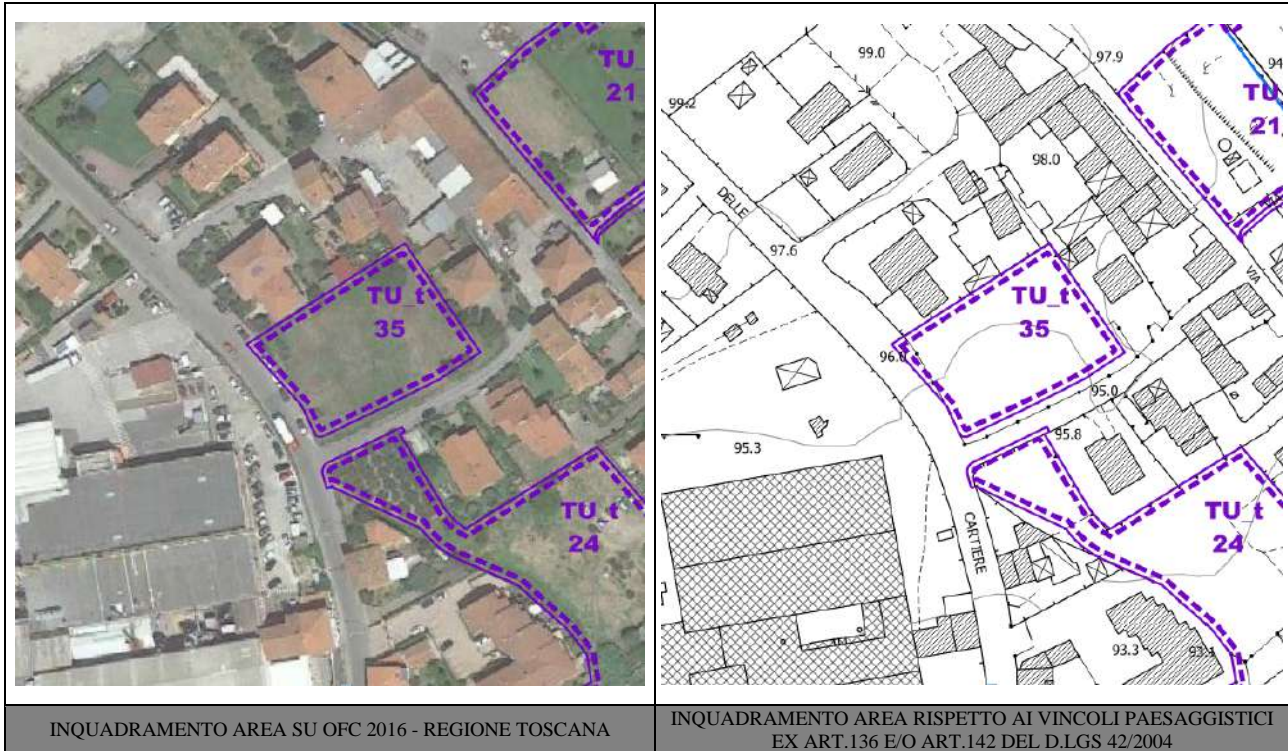 TU_
21
TU_t
35
TU_t
24
INQUADRAMENTO AREA SU OFC 2016 - REGIONE TOSCANA
99.0
97.9
94
99.2
TU
21
98.0
DELLE
97.6
VIA
TU_t
35
96.0
95.0
95.8
95.3
TU_t
24
CARTIERE
93.3
93.1
INQUADRAMENTO AREA RISPETTO AI VINCOLI PAESAGGISTICI
EX ART.136 E/O ART.142 DEL D.LGS 42/2004